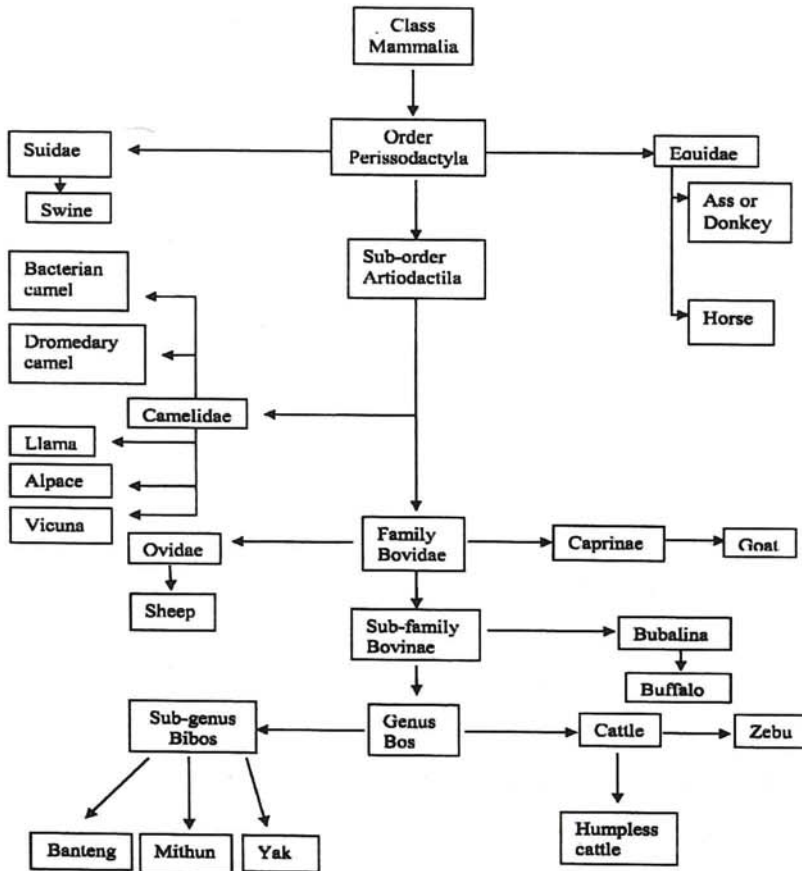 Class
Mammalia
Order
Perissodactyla
Suidae
Equidae
Swine
Ass or
Donkey
Sub-order
Artiodactila
Bacterian
camel
Horse
Dromedary
camel
Camelidae
Llama
Alpace
Vicuna
Ovidae
Family
Bovidae
Caprinae
Goat
Sheep
Sub-family
Bovinae
Bubalina
Buffalo
Sub-genus
Bibos
Genus
Bos
Cattle
Zebu
Banteng
Mithun
Yak
Humpless
cattle